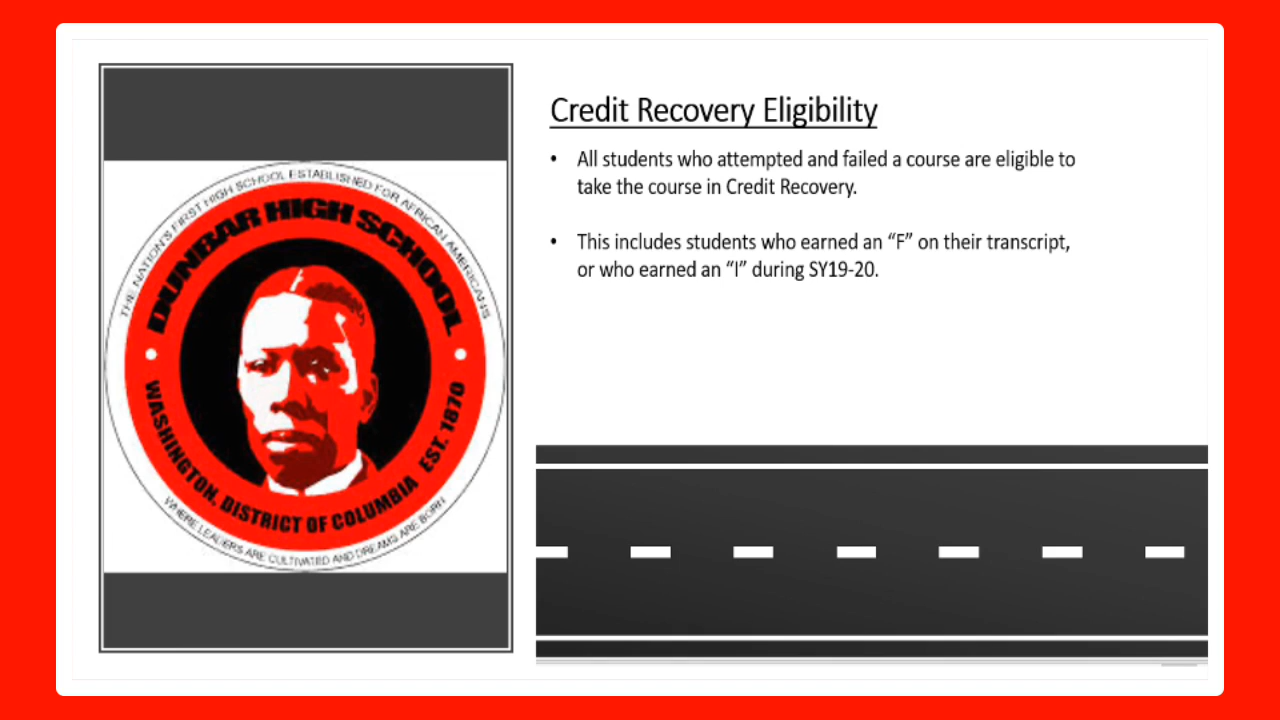 THE NATION'S FIRST HIGH SCHOOL ESTABLISHED FOR AFRICAN AMERICANS
DUNBAR HIGH SCHOOL
WASHINGTON, DISTRICT OF COLUMBIA EST. 1870
WHERE LEADERS ARE CULTIVATED AND DREAMS ARE BORN
Credit Recovery Eligibility
• All students who attempted and failed a course are eligible to
take the course in Credit Recovery.
• This includes students who earned an “F” on their transcript,
or who earned an “I” during SY19-20.